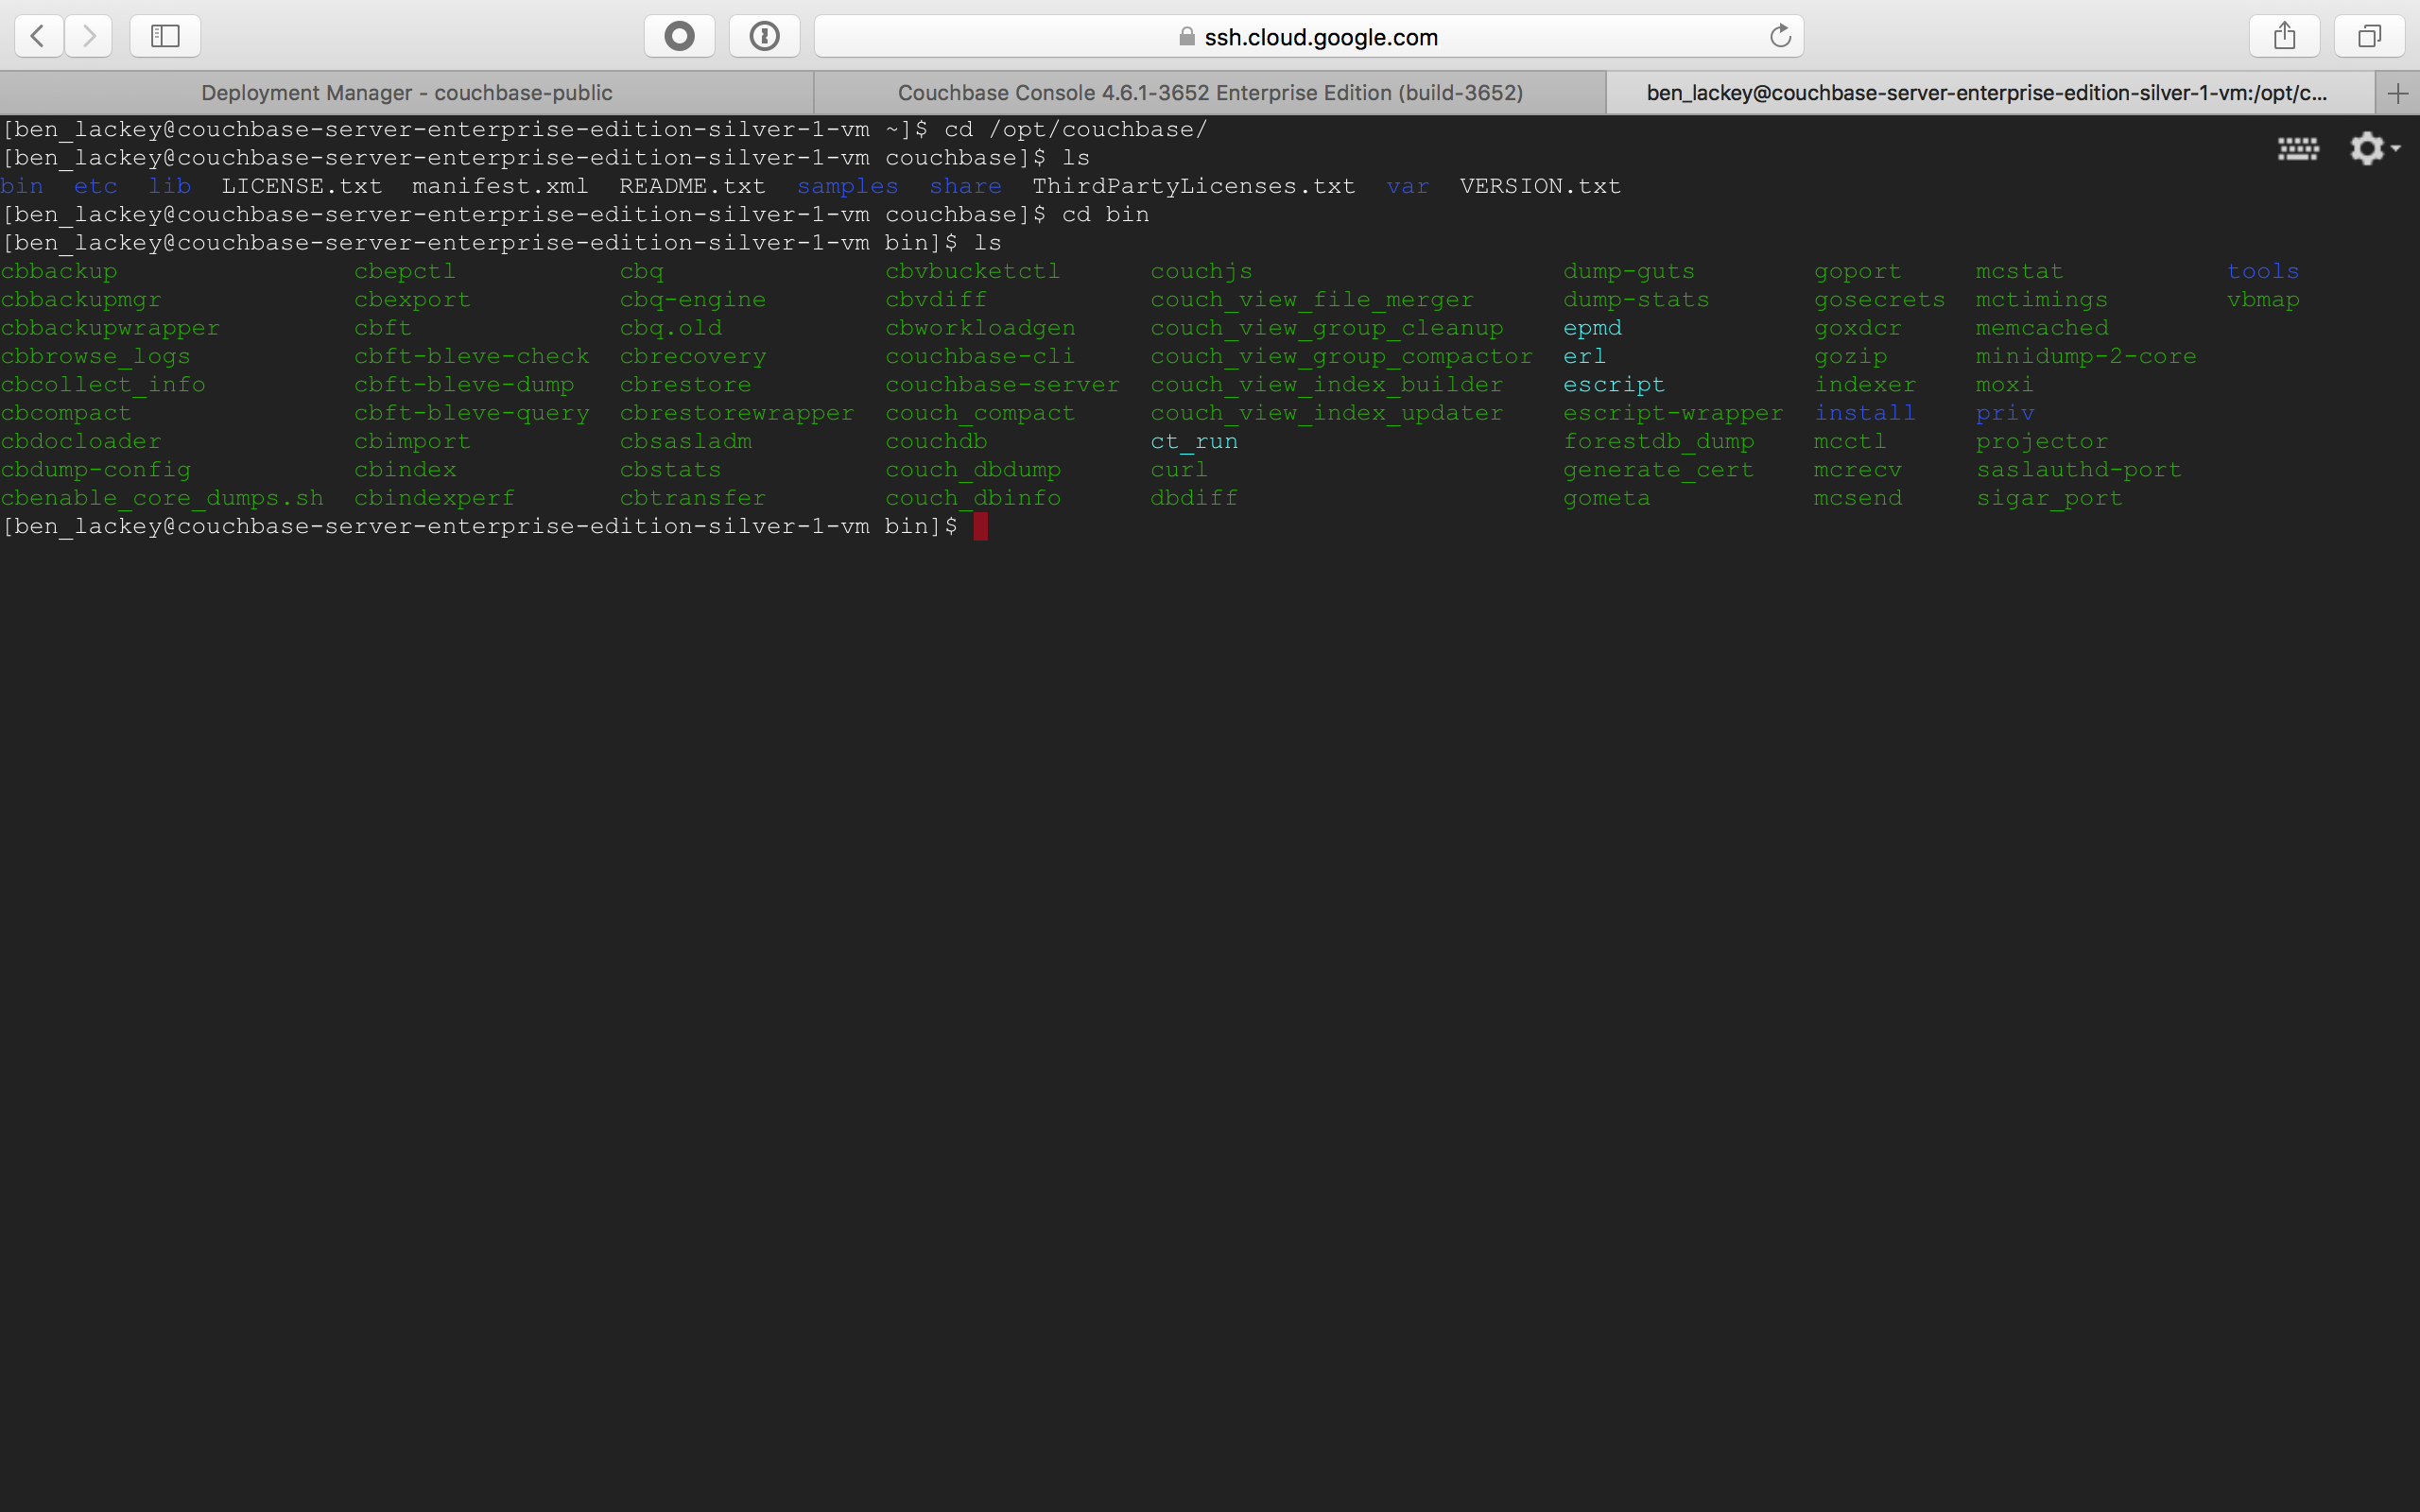 ssh.cloud.google.com
Deployment Manager - couchbase-public
Couchbase Console 4.6.1-3652 Enterprise Edition (build-3652)
ben_lackey@couchbase-server-enterprise-edition-silver-1-vm:/opt/c...
[ben_lackey@couchbase-server-enterprise-edition-silver-1-vm ~]$ cd /opt/couchbase/
[ben_lackey@couchbase-server-enterprise-edition-silver-1-vm couchbase]$ ls
bin etc lib LICENSE.txt manifest.xml README.txt samples share ThirdPartyLicenses.txt var VERSION.txt
[ben_lackey@couchbase-server-enterprise-edition-silver-1-vm couchbase]$ cd bin
[ben_lackey@couchbase-server-enterprise-edition-silver-1-vm bin]$ ls
cbbackup cbepctl cbq cbvbucketctl couchjs dump-guts goport mcstat tools
cbbackupmgr cbexport cbq-engine cbvdiff couch_view_file_merger dump-stats gosecrets mctimings vbmap
cbbackupwrapper cbft cbq.old cbworkloadgen couch_view_group_cleanup epmd goxdcr memcached
cbbrowse_logs cbft-bleve-check cbrecovery couchbase-cli couch_view_group_compactor erl gozip minidump-2-core
cbcollect_info cbft-bleve-dump cbrestore couchbase-server couch_view_index_builder escript indexer moxi
cbcompact cbft-bleve-query cbrestorewrapper couch_compact couch_view_index_updater escript-wrapper install priv
cbdocloader cbimport cbsasladm couchdb ct_run forestdb_dump mcctl projector
cbdump-config cbindex cbstats couch_dbdump curl generate_cert mcrecv saslauthd-port
cbenable_core_dumps.sh cbindexperf cbtransfer couch_dbinfo dbdiff gometa mcsend sigar_port
[ben_lackey@couchbase-server-enterprise-edition-silver-1-vm bin]$